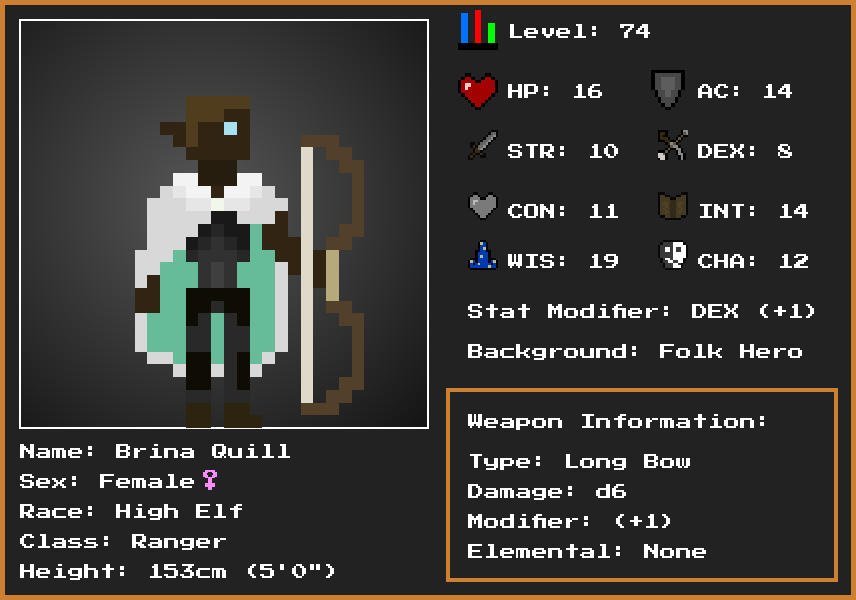 Level: 74
HP: 16
AC: 14
STR: 10
DEX: 8
CON: 11
INT: 14
WIS: 19
CHA: 12
Stat Modifier: DEX (+1)
Background: Folk Hero
Weapon Information:
Type: Long Bow
Damage: d6
Modifier: (+1)
Elemental: None
Name: Brina Quill
Sex: Female♀
Race: High Elf
Class: Ranger
Height: 153cm (5'0")